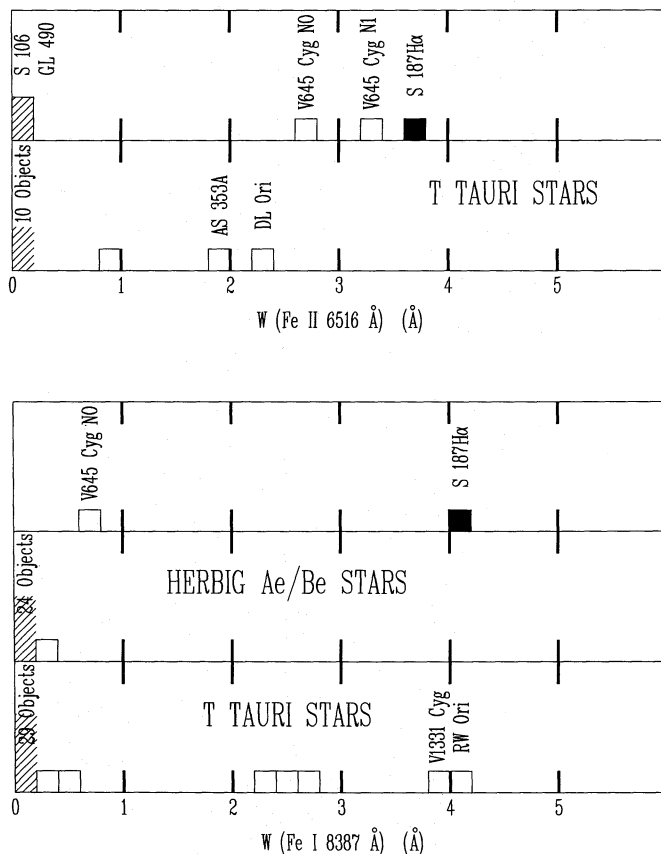 S 106
GL 490
V645 Cyg N0
V645 Cyg N1
S 187Hα
10 Objects
AS 353A
DL Ori
T TAURI STARS
0 1 2 3 4 5
W (Fe II 6516 Å) (Å)
V645 Cyg N0
S 187Hα
24 Objects
HERBIG Ae/Be STARS
29 Objects
T TAURI STARS
V1331 Cyg
RW Ori
0 1 2 3 4 5
W (Fe I 8387 Å) (Å)